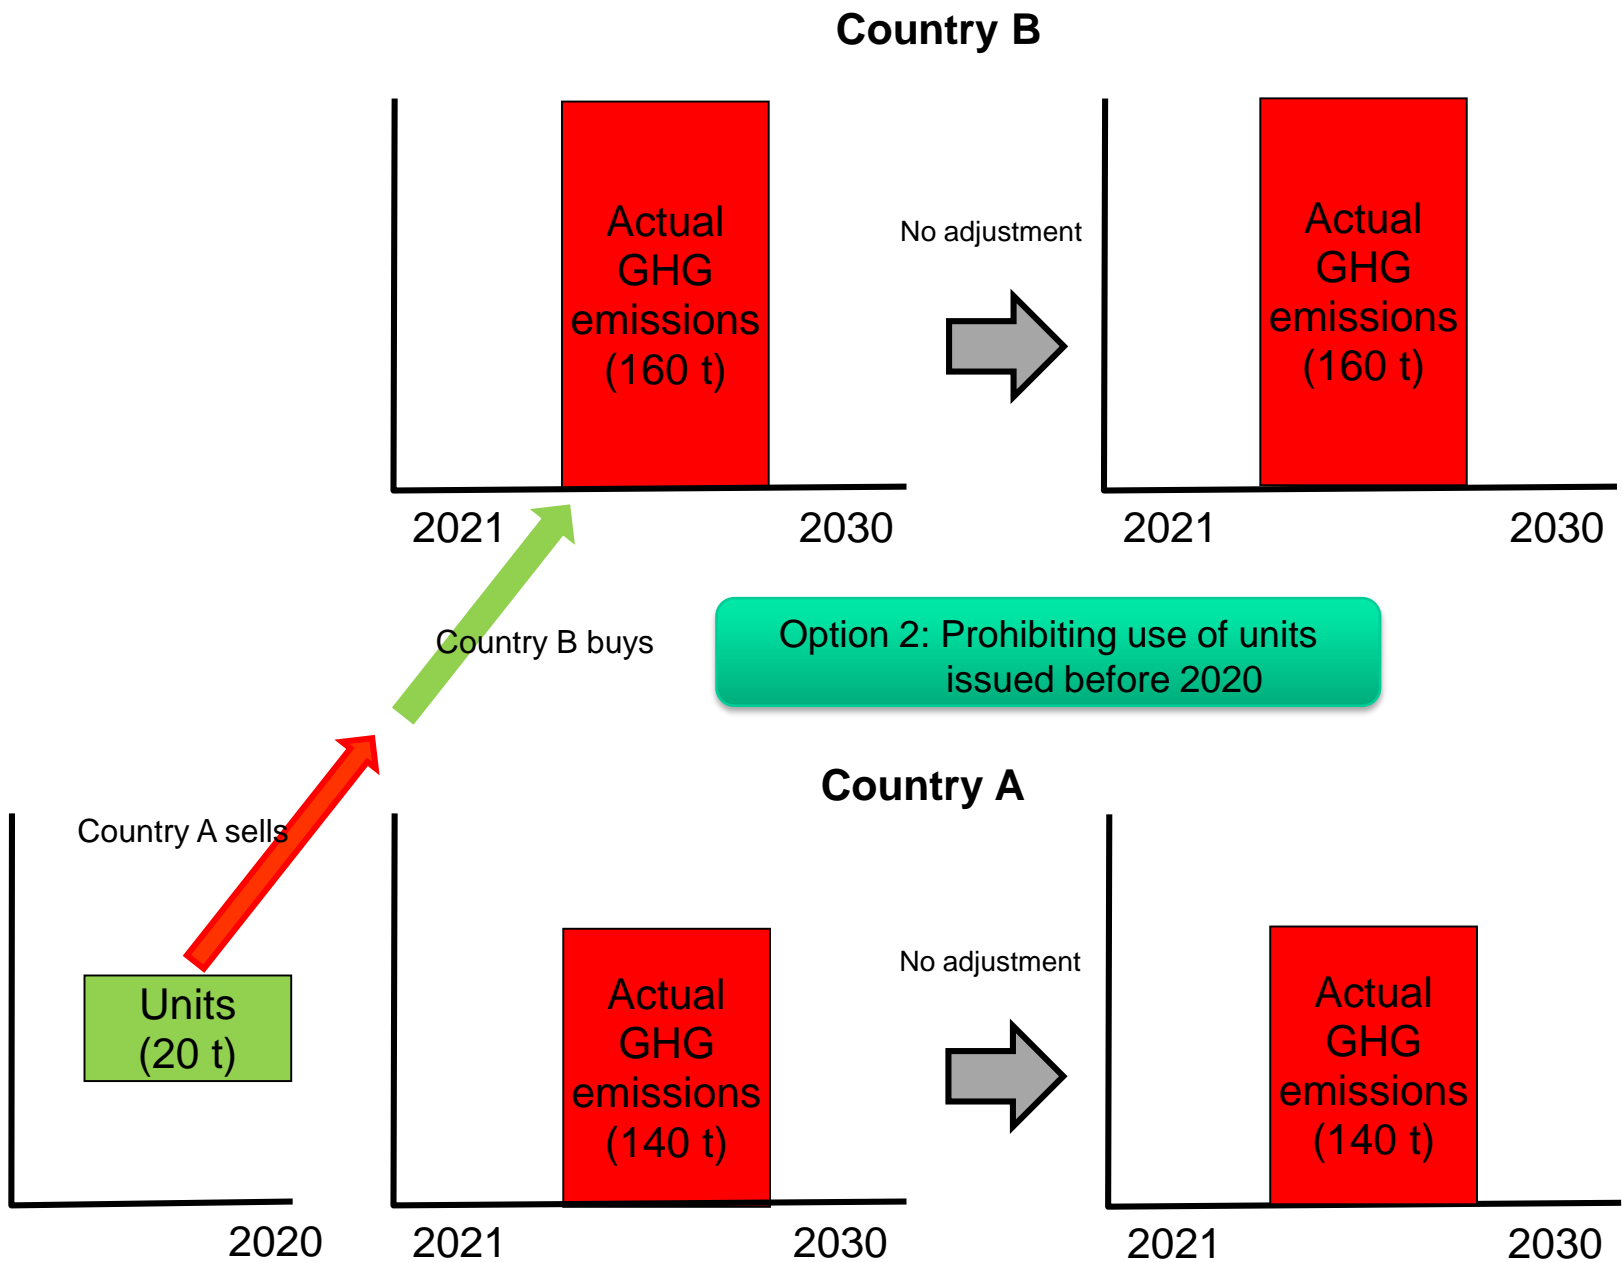 Country B
Actual
GHG
emissions
(160 t)
No adjustment
Actual
GHG
emissions
(160 t)
2021
2030
2021
2030
Country B buys
Option 2: Prohibiting use of units
issued before 2020
Country A
Country A sells
Units
(20 t)
Actual
GHG
emissions
(140 t)
No adjustment
Actual
GHG
emissions
(140 t)
2020
2021
2030
2021
2030